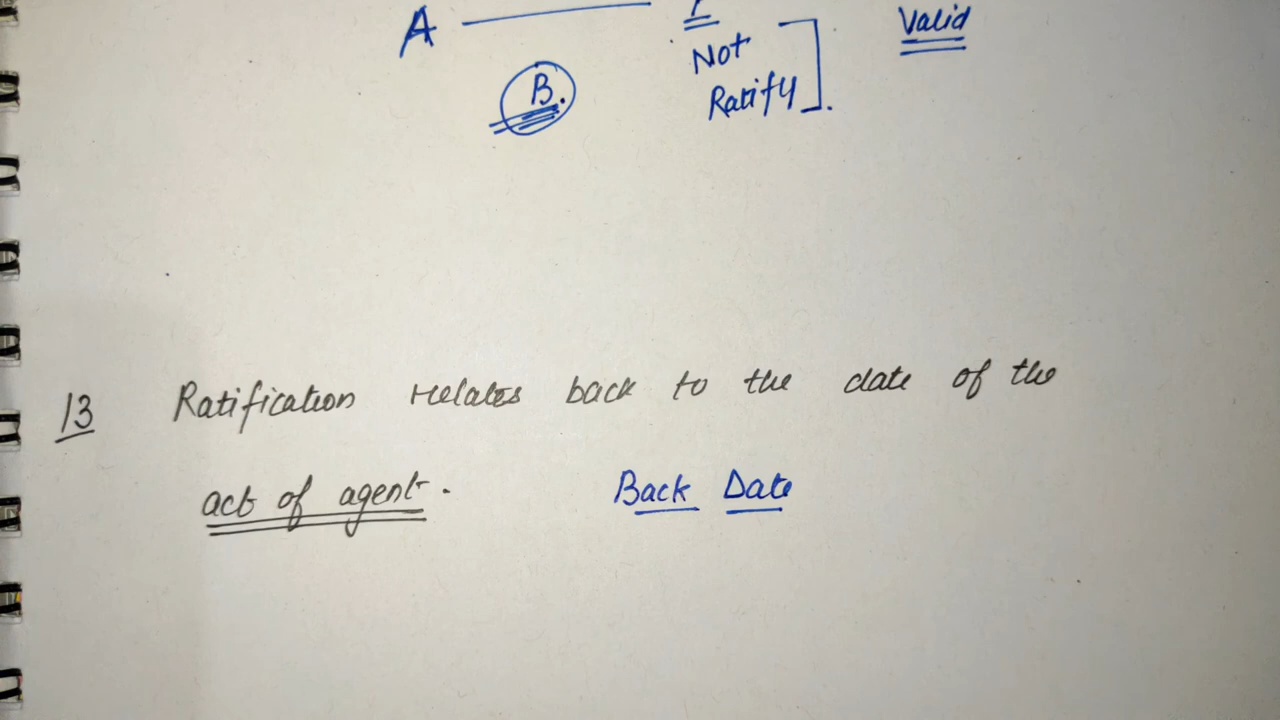 A
Valid
Not
Ratify
B.
13 Ratification relates back to the date of the
act of agent. Back Date